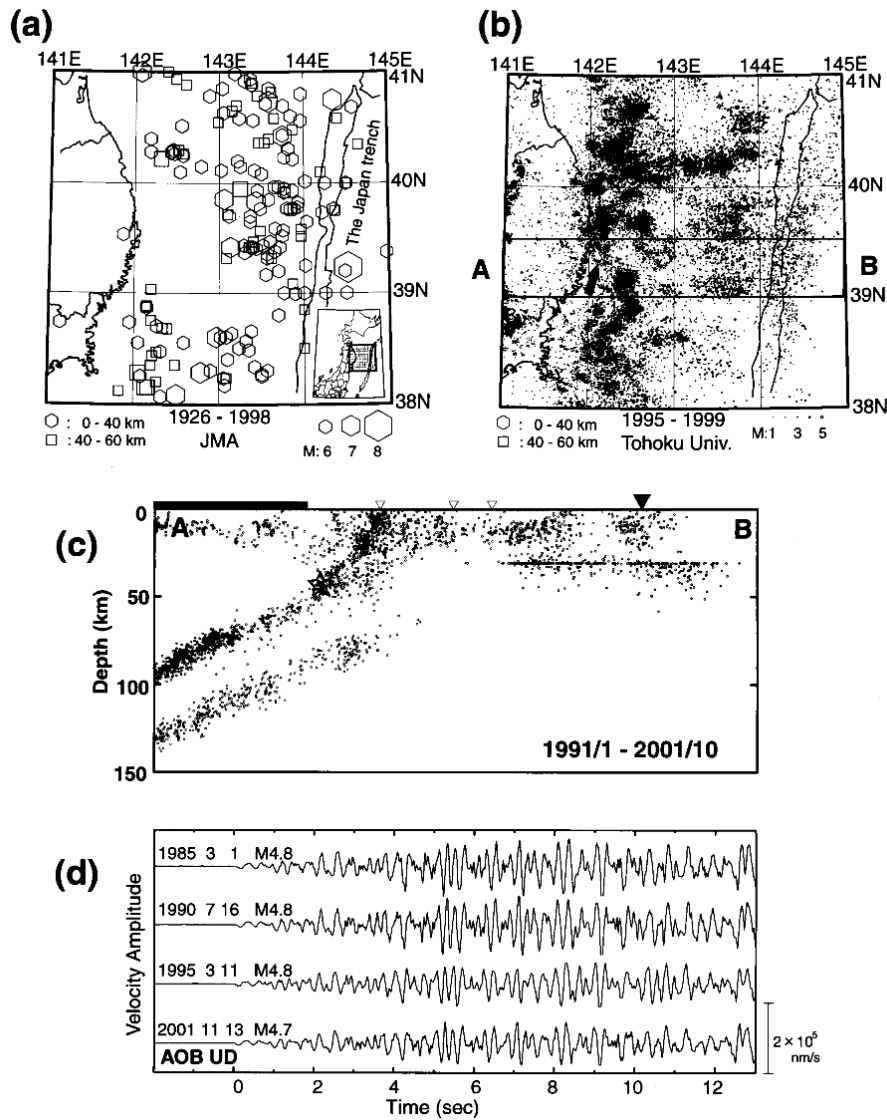 (a)
141E 142E 143E 144E 145E
41N
40N
39N
38N
The Japan trench
1926 - 1998
JMA
: 0 - 40 km
: 40 - 60 km
M: 6 7 8
(b)
141E 142E 143E 144E 145E
41N
40N
39N
38N
A
B
1995 - 1999
Tohoku Univ.
: 0 - 40 km
: 40 - 60 km
M:1 3 5
(c)
A
B
0
50
100
150
Depth (km)
1991/1 - 2001/10
(d)
Velocity Amplitude
1985 3 1 M4.8
1990 7 16 M4.8
1995 3 11 M4.8
2001 11 13 M4.7
AOB UD
2 × 10⁵
nm/s
0 2 4 6 8 10 12
Time (sec)